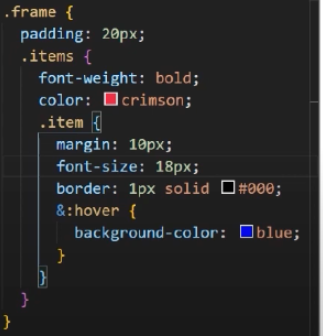 .frame {
  padding: 20px;
  .items {
    font-weight: bold;
    color: crimson;
    .item {
      margin: 10px;
      font-size: 18px;
      border: 1px solid #000;
      &:hover {
        background-color: blue;
      }
    }
  }
}